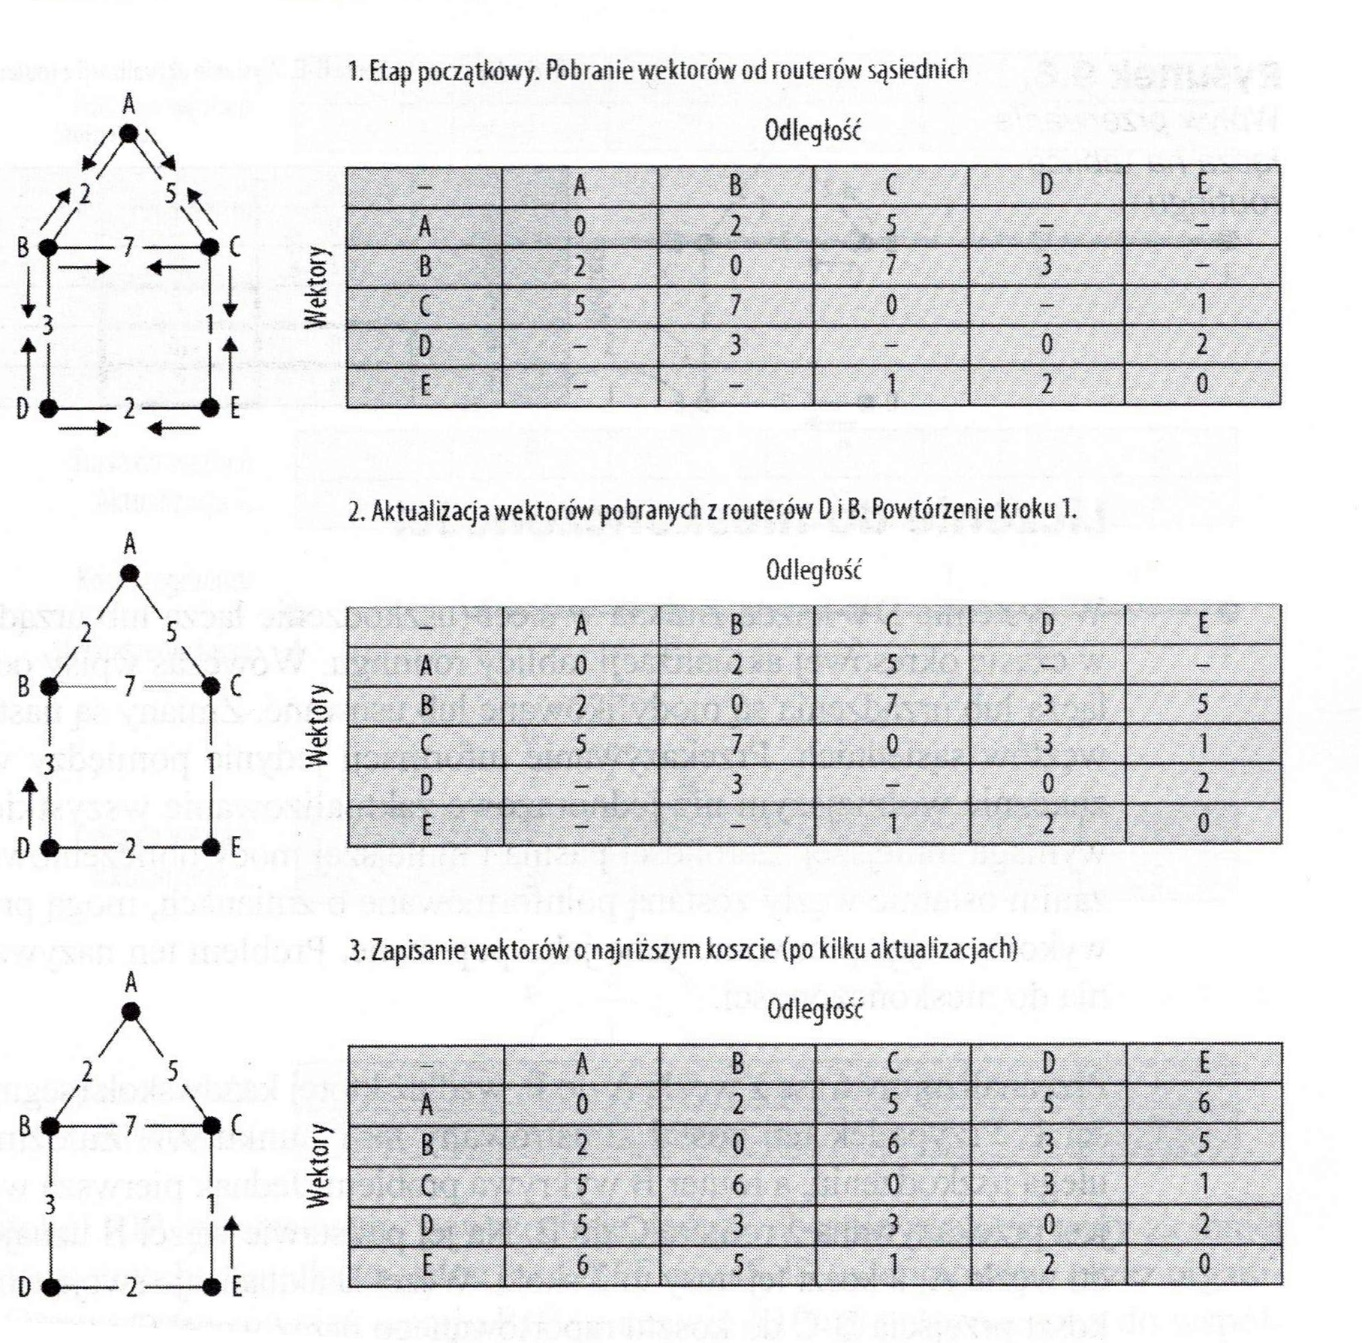 1. Etap początkowy. Pobranie wektorów od routerów sąsiednich
Odległość
Wektory
– A B C D E
A 0 2 5 – –
B 2 0 7 3 –
C 5 7 0 – 1
D – 3 – 0 2
E – – 1 2 0
A
2 5
B 7 C
3 1
D 2 E
2. Aktualizacja wektorów pobranych z routerów D i B. Powtórzenie kroku 1.
Odległość
Wektory
– A B C D E
A 0 2 5 – –
B 2 0 7 3 5
C 5 7 0 3 1
D – 3 – 0 2
E – – 1 2 0
A
2 5
B 7 C
3 1
D 2 E
3. Zapisanie wektorów o najniższym koszcie (po kilku aktualizacjach)
Odległość
Wektory
– A B C D E
A 0 2 5 5 6
B 2 0 6 3 5
C 5 6 0 3 1
D 5 3 3 0 2
E 6 5 1 2 0
A
2 5
B 7 C
3 1
D 2 E